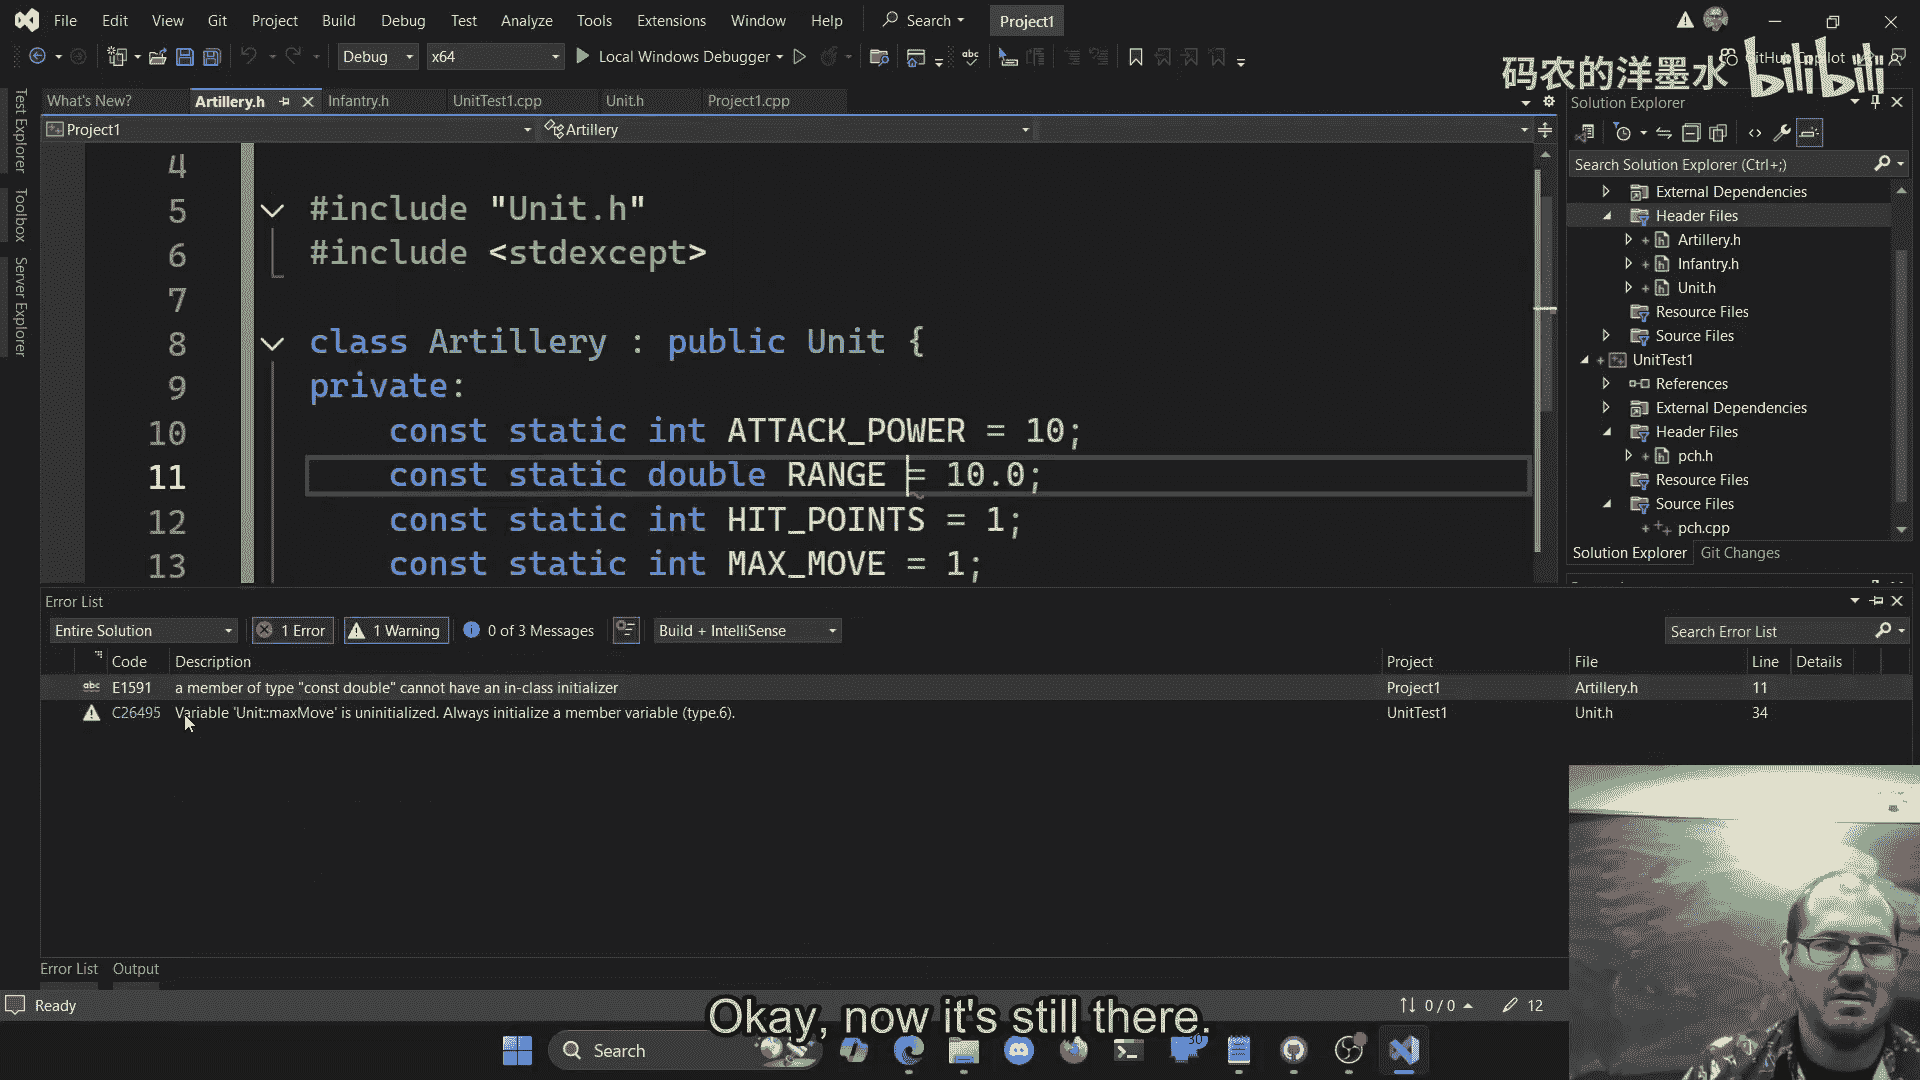 File Edit View Git Project Build Debug Test Analyze Tools Extensions Window Help Search Project1
Debug x64 Local Windows Debugger
码农的洋墨水 bilibili
What's New? Artillery.h Infantry.h UnitTest1.cpp Unit.h Project1.cpp
Project1 Artillery
Test Explorer
Toolbox
Server Explorer
4
5 #include "Unit.h"
6 #include <stdexcept>
7
8 class Artillery : public Unit {
9 private:
10 const static int ATTACK_POWER = 10;
11 const static double RANGE = 10.0;
12 const static int HIT_POINTS = 1;
13 const static int MAX_MOVE = 1;
Solution Explorer
Search Solution Explorer (Ctrl+;)
External Dependencies
Header Files
Artillery.h
Infantry.h
Unit.h
Resource Files
Source Files
UnitTest1
References
External Dependencies
Header Files
pch.h
Resource Files
Source Files
pch.cpp
Solution Explorer Git Changes
Error List
Entire Solution 1 Error 1 Warning 0 of 3 Messages Build + IntelliSense Search Error List
Code Description Project File Line Details
abc E1591 a member of type "const double" cannot have an in-class initializer Project1 Artillery.h 11
C26495 Variable 'Unit::maxMove' is uninitialized. Always initialize a member variable (type.6). UnitTest1 Unit.h 34
Error List Output
Ready 0 / 0 12
Okay, now it's still there.
Search 30